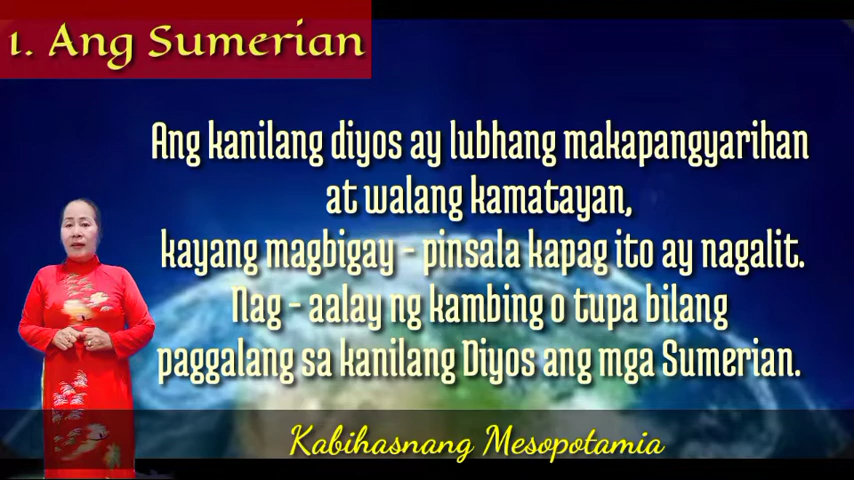 1. Ang Sumerian
Ang kanilang diyos ay lubhang makapangyarihan
at walang kamatayan,
kayang magbigay - pinsala kapag ito ay nagalit.
Nag - aalay ng kambing o tupa bilang
paggalang sa kanilang Diyos ang mga Sumerian.
Kabihasnang Mesopotamia